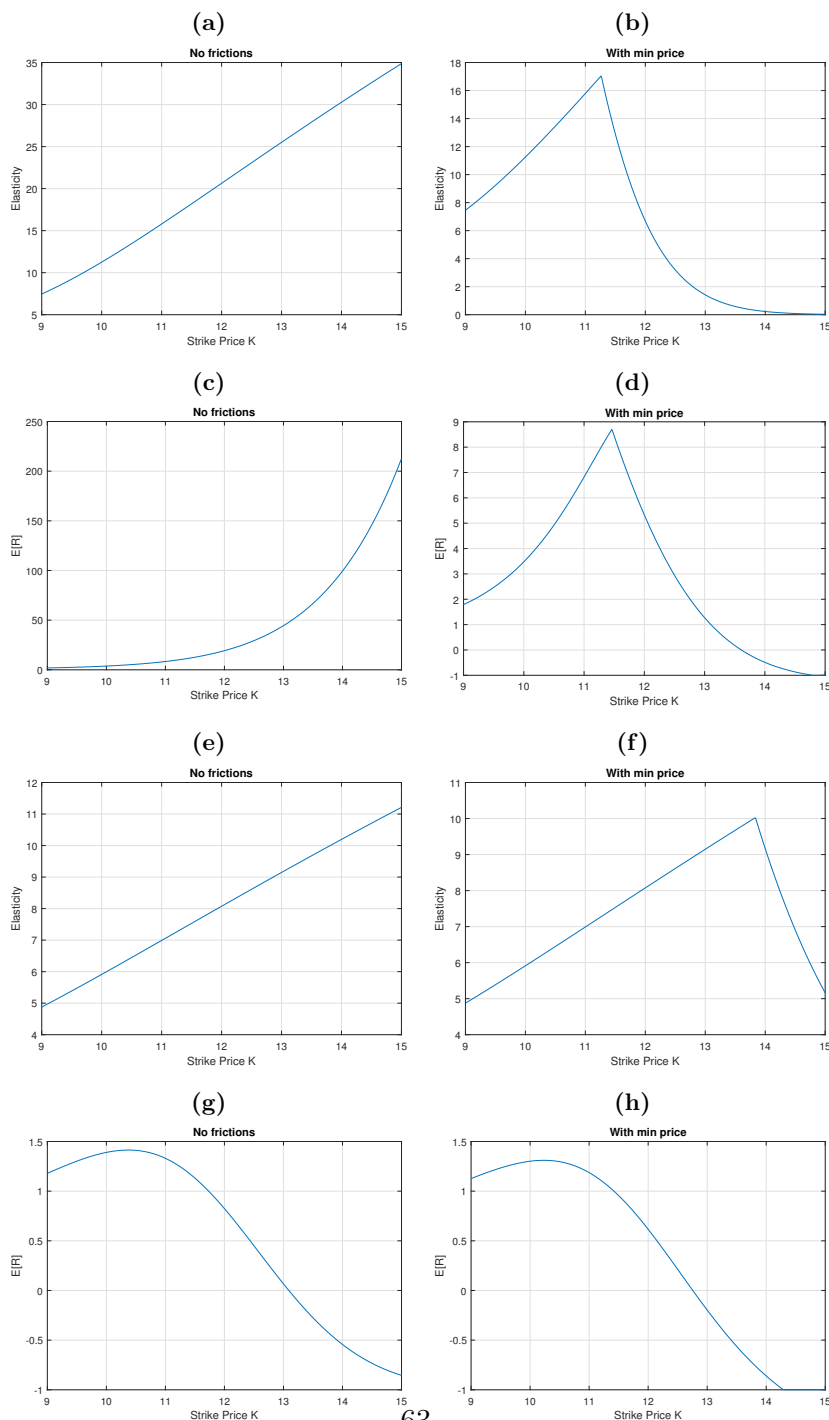 (a)
No frictions
Elasticity
35
30
25
20
15
10
5
9 10 11 12 13 14 15
Strike Price K
(b)
With min price
Elasticity
18
16
14
12
10
8
6
4
2
0
9 10 11 12 13 14 15
Strike Price K
(c)
No frictions
E[R]
250
200
150
100
50
0
9 10 11 12 13 14 15
Strike Price K
(d)
With min price
E[R]
9
8
7
6
5
4
3
2
1
0
-1
9 10 11 12 13 14 15
Strike Price K
(e)
No frictions
Elasticity
12
11
10
9
8
7
6
5
4
9 10 11 12 13 14 15
Strike Price K
(f)
With min price
Elasticity
11
10
9
8
7
6
5
4
9 10 11 12 13 14 15
Strike Price K
(g)
No frictions
E[R]
1.5
1
0.5
0
-0.5
-1
9 10 11 12 13 14 15
Strike Price K
(h)
With min price
E[R]
1.5
1
0.5
0
-0.5
-1
9 10 11 12 13 14 15
Strike Price K
63